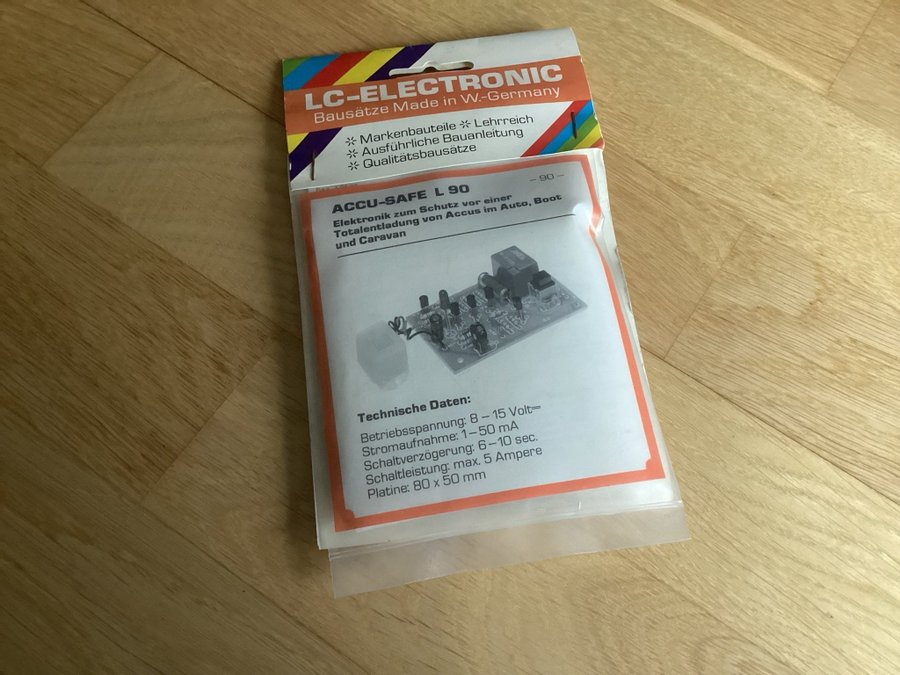 LC-ELECTRONIC
Bausätze Made in W.-Germany
Markenbauteile ✲ Lehrreich
Ausführliche Bauanleitung
Qualitätsbausätze
ACCU-SAFE L 90
– 90 –
Elektronik zum Schutz vor einer
Totalentladung von Accus im Auto, Boot
und Caravan
Technische Daten:
Betriebsspannung: 8 – 15 Volt=
Stromaufnahme: 1 – 50 mA
Schaltverzögerung: 6 – 10 sec.
Schaltleistung: max. 5 Ampere
Platine: 80 x 50 mm